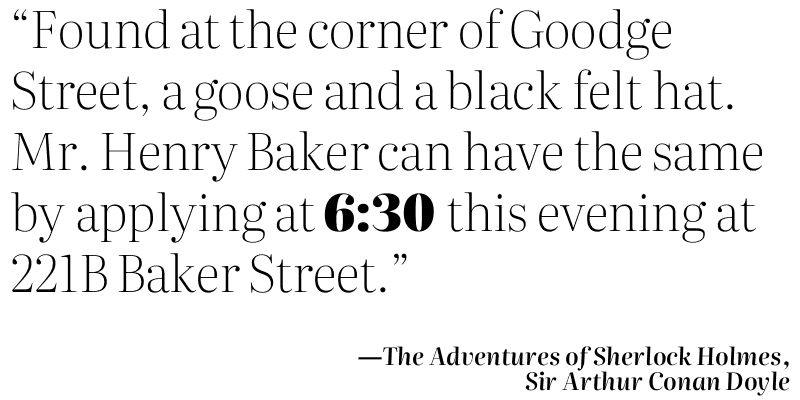 “Found at the corner of Goodge
Street, a goose and a black felt hat.
Mr. Henry Baker can have the same
by applying at 6:30 this evening at
221B Baker Street.”
—The Adventures of Sherlock Holmes,
Sir Arthur Conan Doyle